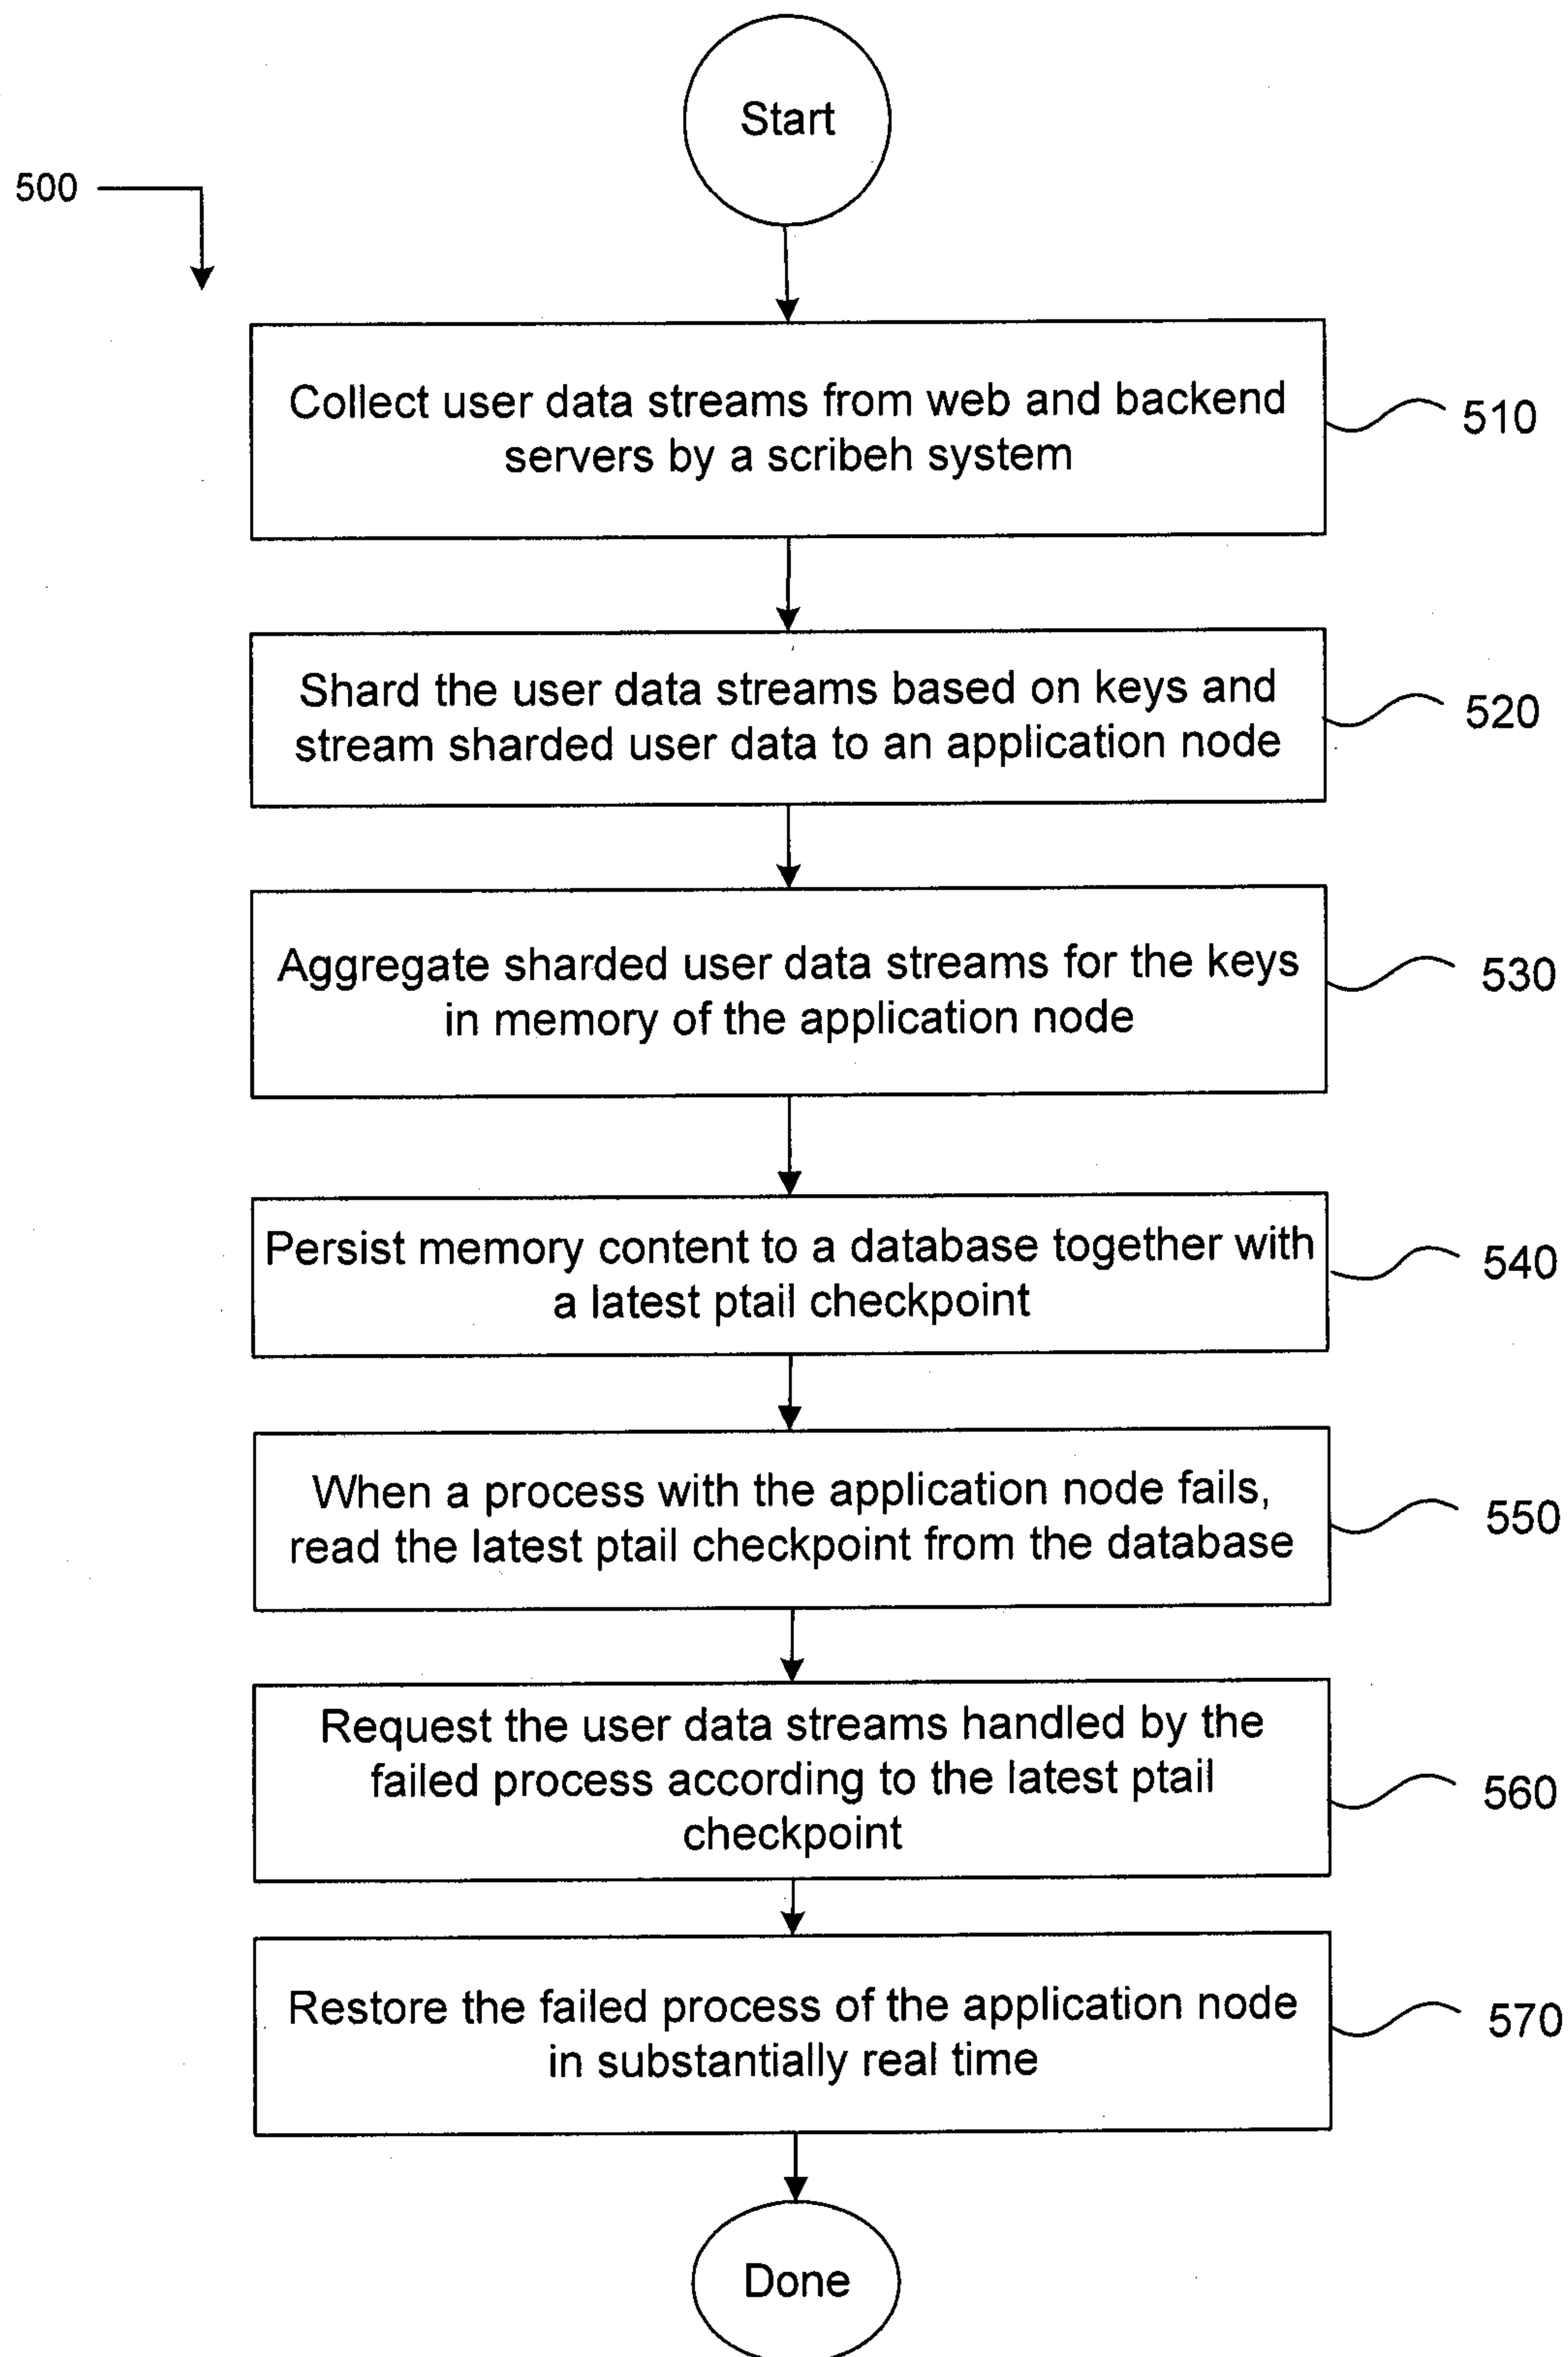 Start
500
Collect user data streams from web and backend
servers by a scribeh system
510
Shard the user data streams based on keys and
stream sharded user data to an application node
520
Aggregate sharded user data streams for the keys
in memory of the application node
530
Persist memory content to a database together with
a latest ptail checkpoint
540
When a process with the application node fails,
read the latest ptail checkpoint from the database
550
Request the user data streams handled by the
failed process according to the latest ptail
checkpoint
560
Restore the failed process of the application node
in substantially real time
570
Done